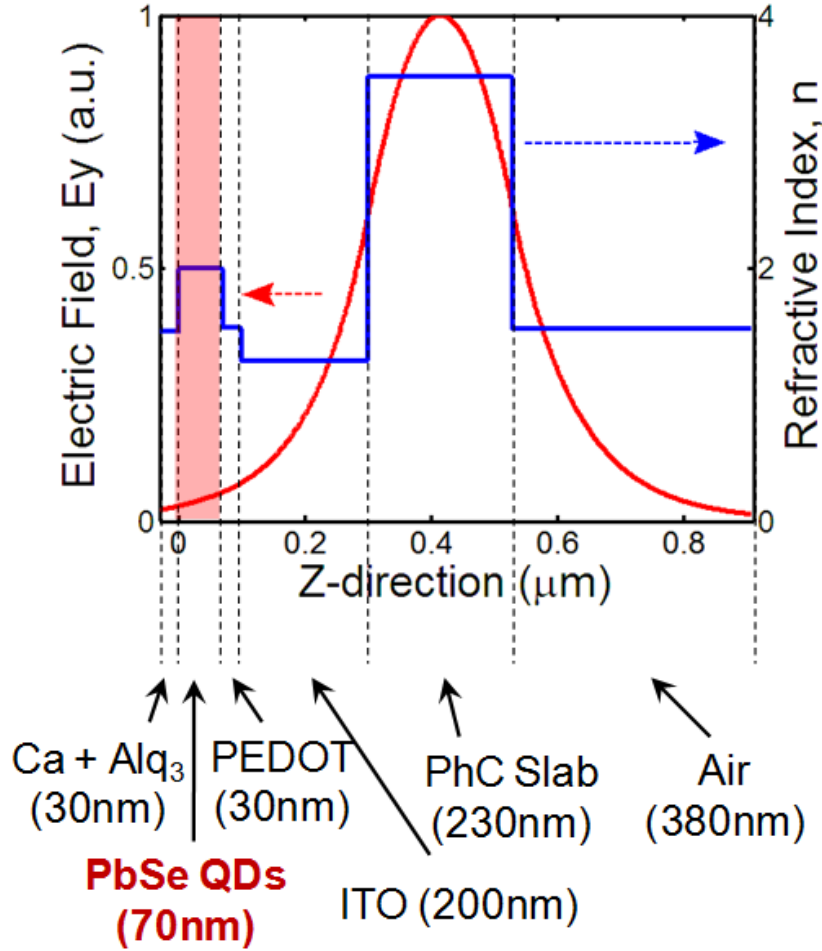 Electric Field, Ey (a.u.)
1
0.5
0
4
2
0
Refractive Index, n
0 0.2 0.4 0.6 0.8
Z-direction (μm)
Ca + Alq₃
(30nm)
PEDOT
(30nm)
PhC Slab
(230nm)
Air
(380nm)
PbSe QDs
(70nm)
ITO (200nm)